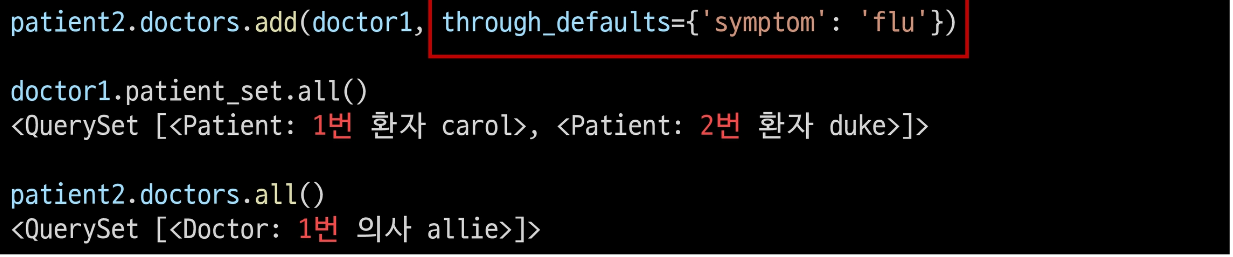 patient2.doctors.add(doctor1, through_defaults={'symptom': 'flu'})
doctor1.patient_set.all()
<QuerySet [<Patient: 1번 환자 carol>, <Patient: 2번 환자 duke>]>
patient2.doctors.all()
<QuerySet [<Doctor: 1번 의사 allie>]>